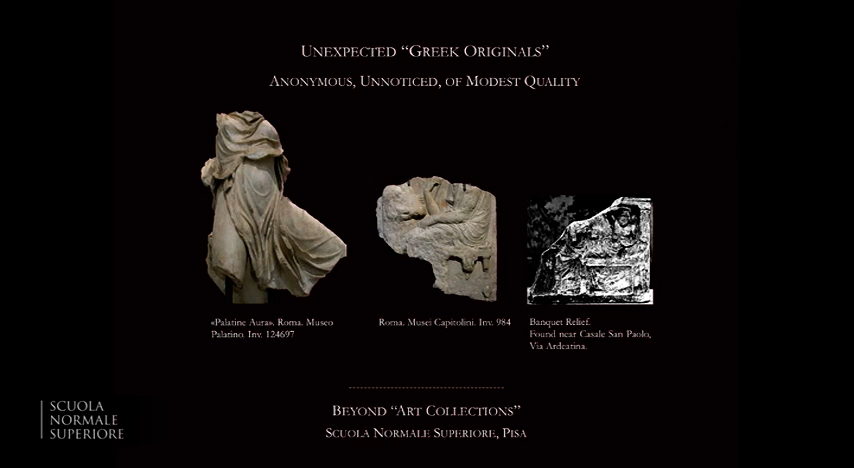 UNEXPECTED “GREEK ORIGINALS”
ANONYMOUS, UNNOTICED, OF MODEST QUALITY
«Palatine Aura». Roma. Museo
Palatino. Inv. 124697
Roma. Musei Capitolini. Inv. 984
Banquet Relief.
Found near Casale San Paolo,
Via Ardeatina.
BEYOND “ART COLLECTIONS”
SCUOLA NORMALE SUPERIORE, PISA
SCUOLA
NORMALE
SUPERIORE